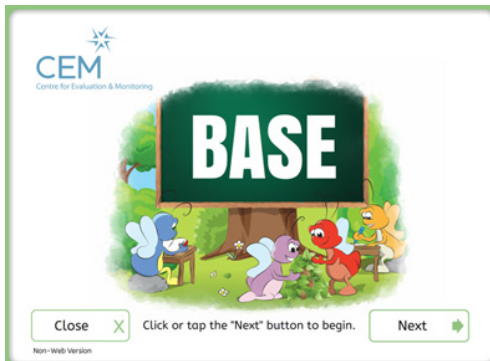 CEM
Centre for Evaluation & Monitoring
BASE
Close X
Click or tap the "Next" button to begin.
Next
Non-Web Version